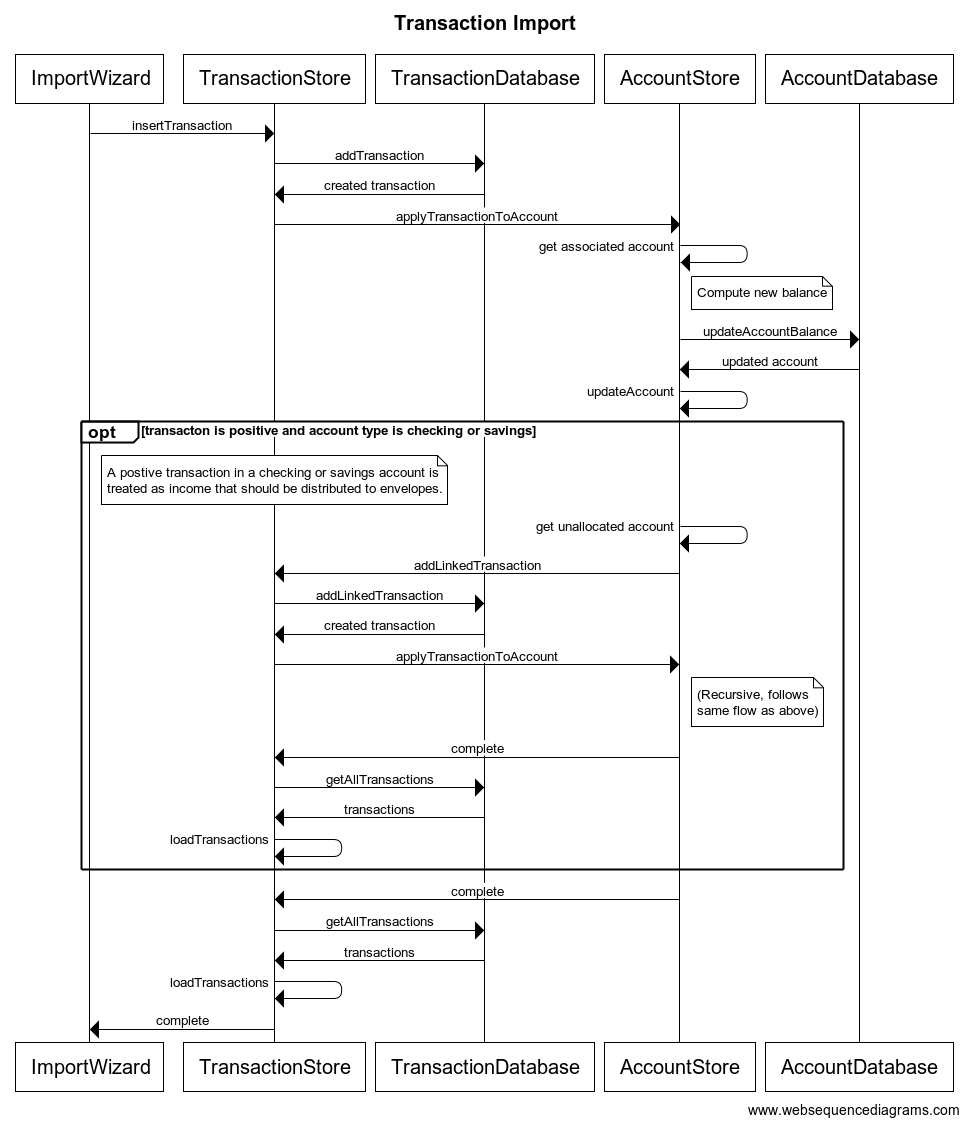 Transaction Import
ImportWizard
TransactionStore
TransactionDatabase
AccountStore
AccountDatabase
insertTransaction
addTransaction
created transaction
applyTransactionToAccount
get associated account
Compute new balance
updateAccountBalance
updated account
updateAccount
opt
[transacton is positive and account type is checking or savings]
A postive transaction in a checking or savings account is
treated as income that should be distributed to envelopes.
get unallocated account
addLinkedTransaction
addLinkedTransaction
created transaction
applyTransactionToAccount
(Recursive, follows
same flow as above)
complete
getAllTransactions
transactions
loadTransactions
complete
getAllTransactions
transactions
loadTransactions
complete
ImportWizard
TransactionStore
TransactionDatabase
AccountStore
AccountDatabase
www.websequencediagrams.com